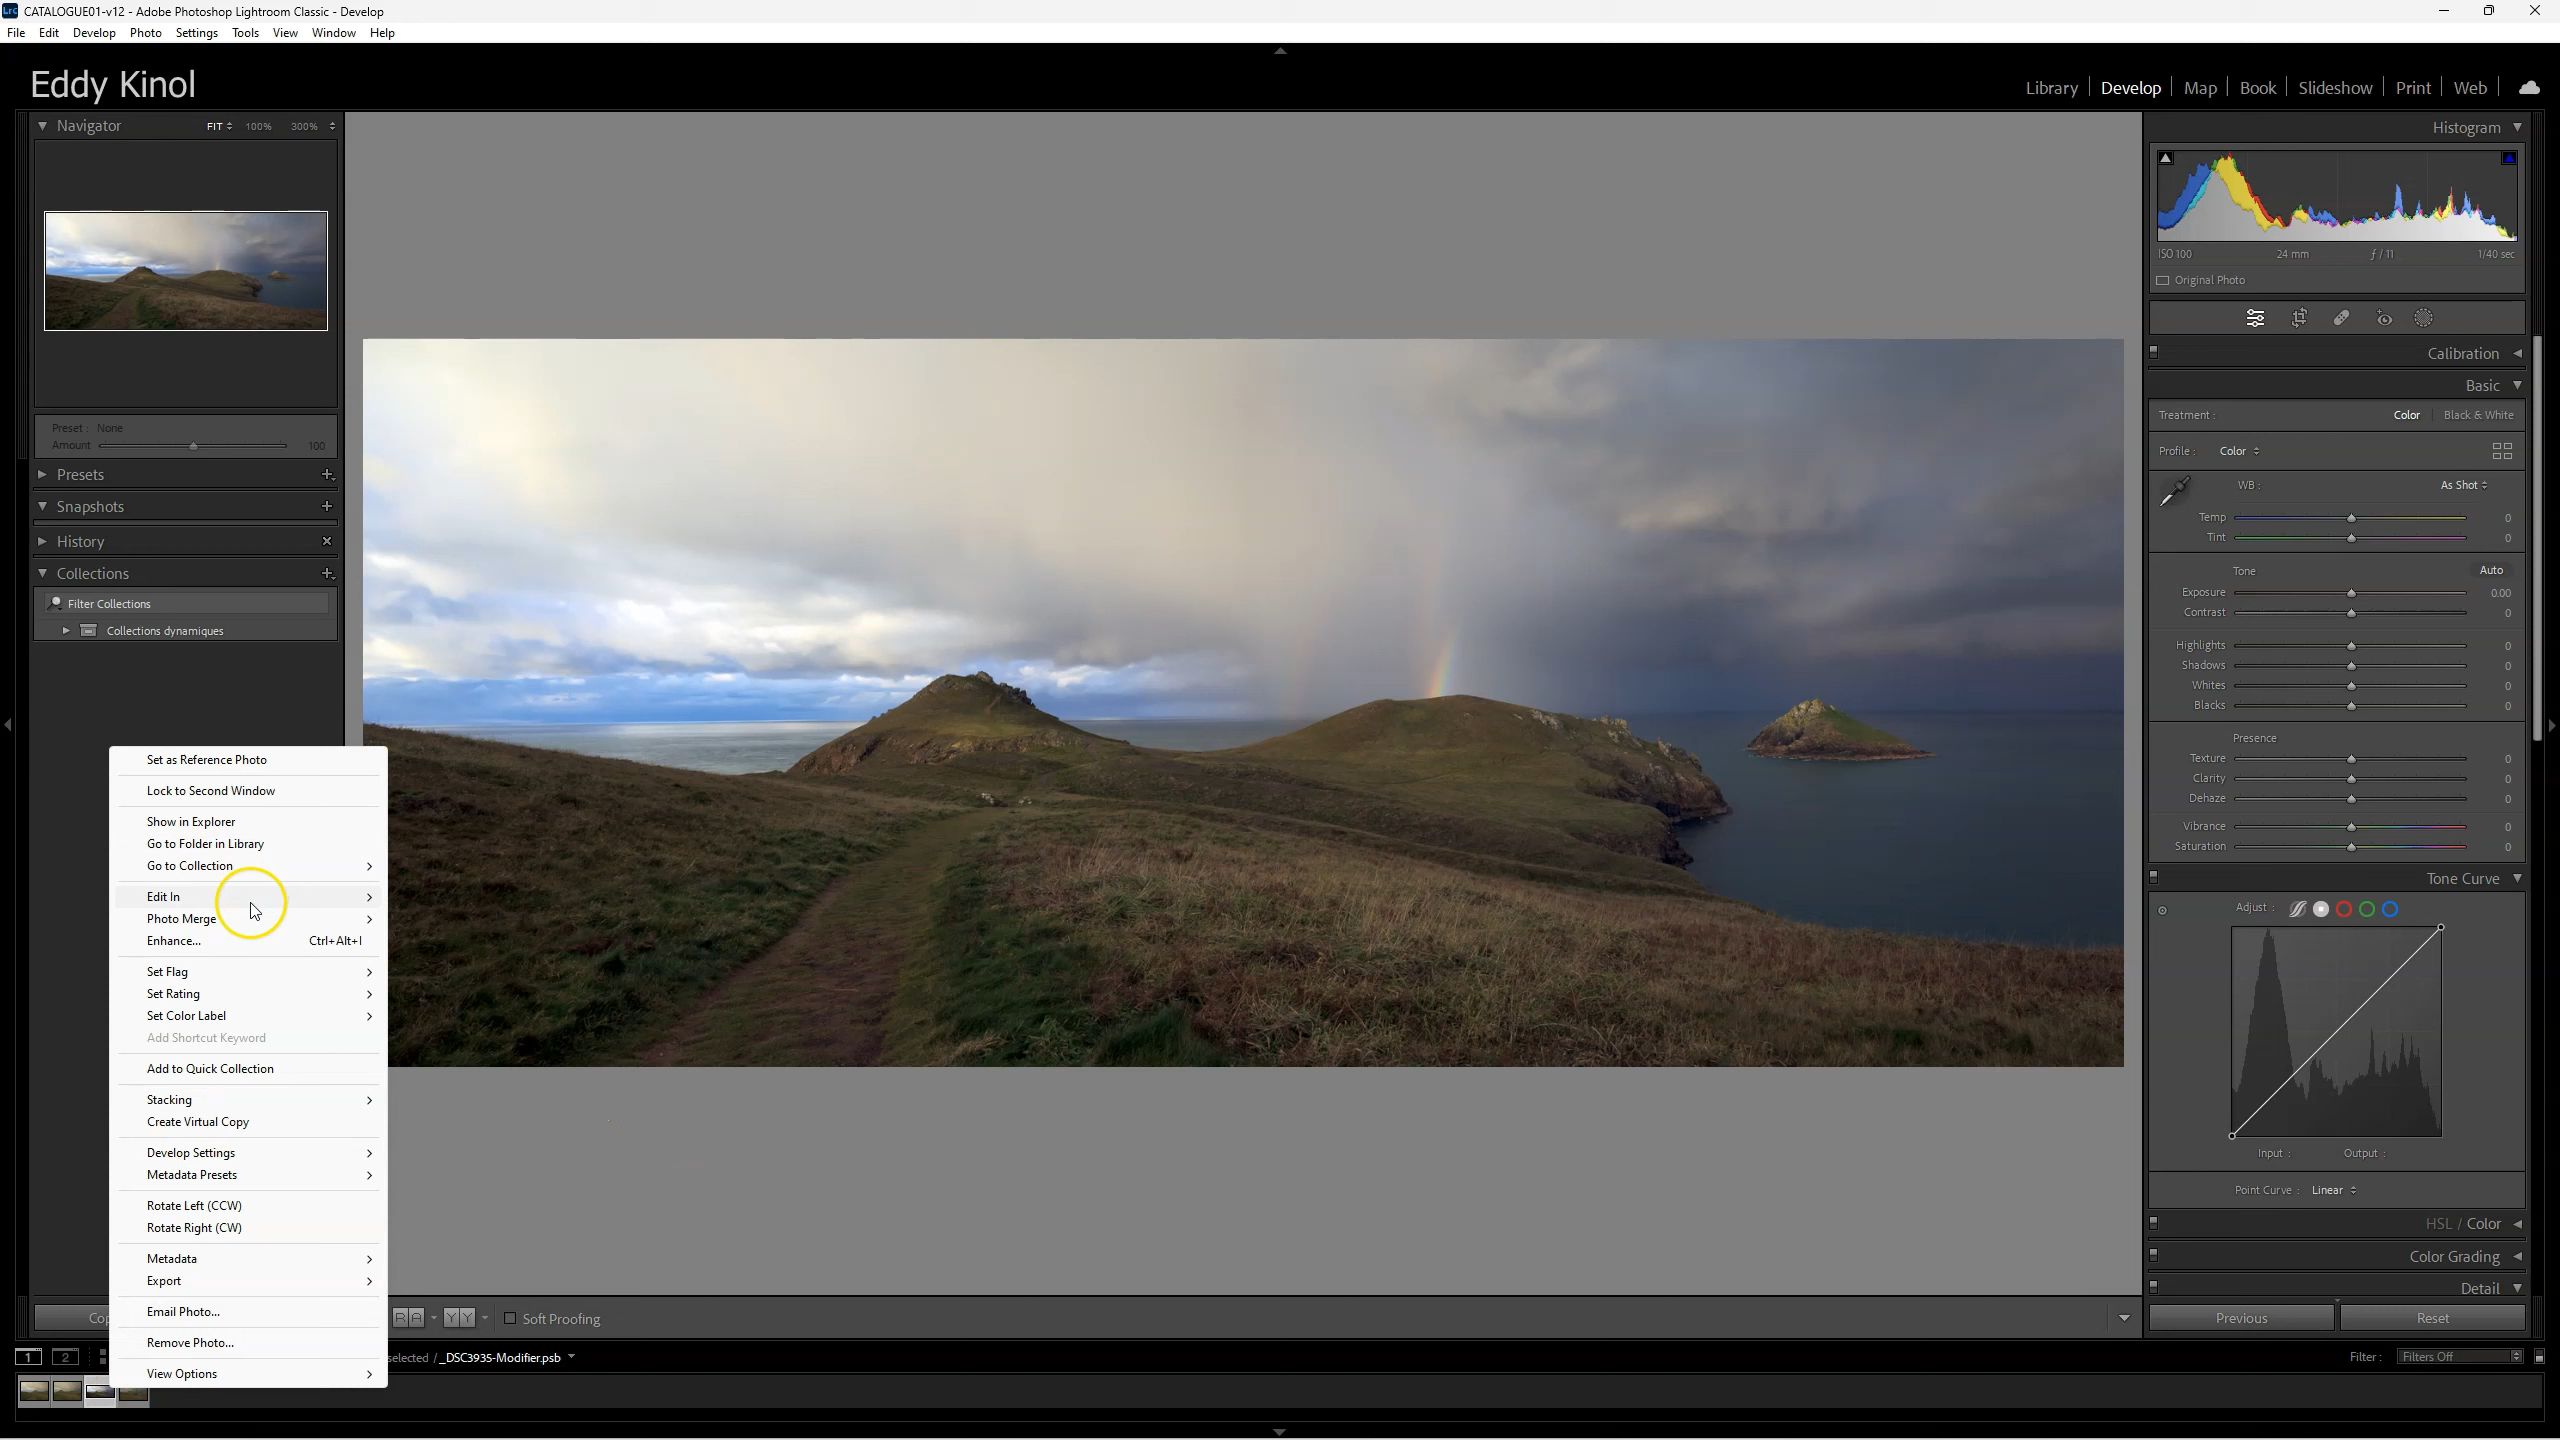 CATALOGUE01-v12 - Adobe Photoshop Lightroom Classic - Develop
File Edit Develop Photo Settings Tools View Window Help
Eddy Kinol
Library Develop Map Book Slideshow Print Web
Navigator FIT 100% 300%
Preset : None
Amount 100
Presets
Snapshots
History
Collections
Filter Collections
Collections dynamiques
Set as Reference Photo
Lock to Second Window
Show in Explorer
Go to Folder in Library
Go to Collection
Edit In
Photo Merge
Enhance... Ctrl+Alt+I
Set Flag
Set Rating
Set Color Label
Add Shortcut Keyword
Add to Quick Collection
Stacking
Create Virtual Copy
Develop Settings
Metadata Presets
Rotate Left (CCW)
Rotate Right (CW)
Metadata
Export
Email Photo...
Remove Photo...
View Options
Histogram
ISO 100 24 mm ƒ / 11 1/40 sec
Original Photo
Calibration
Basic
Treatment : Color Black & White
Profile : Color
WB : As Shot
Temp 0
Tint 0
Tone Auto
Exposure 0.00
Contrast 0
Highlights 0
Shadows 0
Whites 0
Blacks 0
Presence
Texture 0
Clarity 0
Dehaze 0
Vibrance 0
Saturation 0
Tone Curve
Adjust :
Input : Output :
Point Curve : Linear
HSL / Color
Color Grading
Detail
R A Y Y Soft Proofing
Previous Reset
1 2 selected / _DSC3935-Modifier.psb
Filter : Filters Off